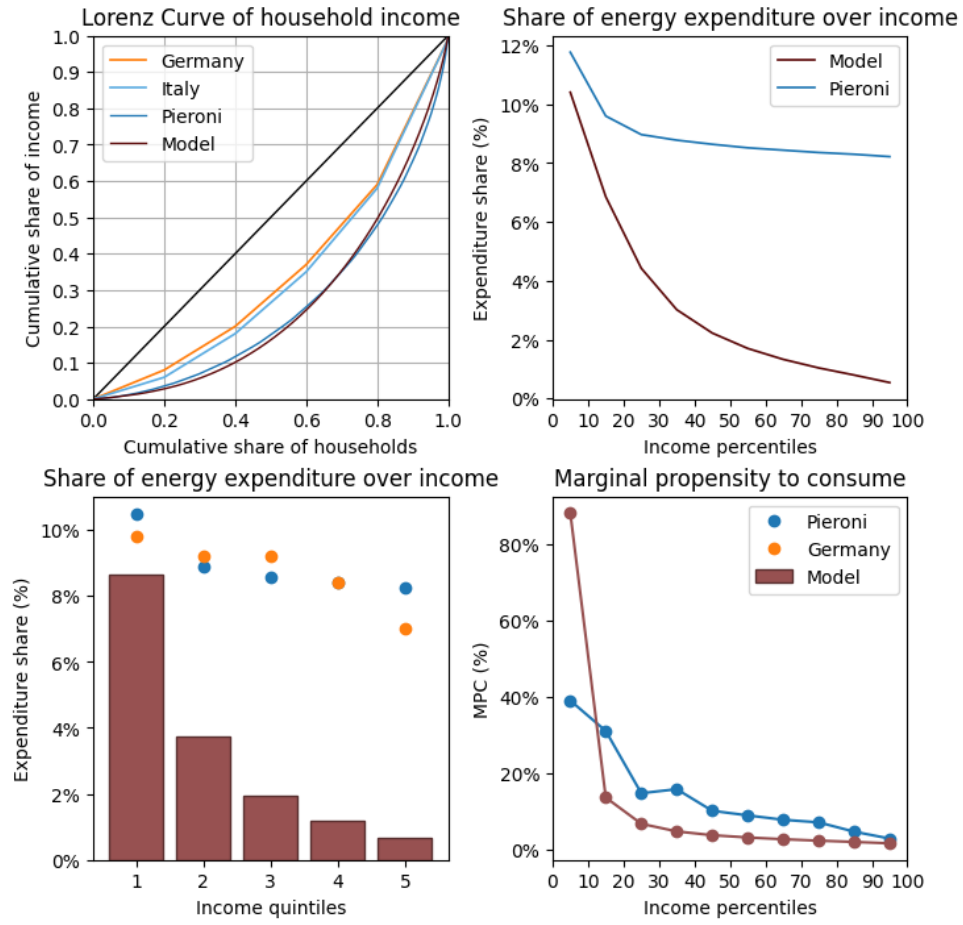 Lorenz Curve of household income
1.0
0.9
0.8
0.7
0.6
0.5
0.4
0.3
0.2
0.1
0.0
Cumulative share of income
Germany
Italy
Pieroni
Model
0.0 0.2 0.4 0.6 0.8 1.0
Cumulative share of households
Share of energy expenditure over income
12%
10%
8%
6%
4%
2%
0%
Expenditure share (%)
Model
Pieroni
0 10 20 30 40 50 60 70 80 90 100
Income percentiles
Share of energy expenditure over income
10%
8%
6%
4%
2%
0%
Expenditure share (%)
1 2 3 4 5
Income quintiles
Marginal propensity to consume
80%
60%
40%
20%
0%
MPC (%)
Pieroni
Germany
Model
0 10 20 30 40 50 60 70 80 90 100
Income percentiles